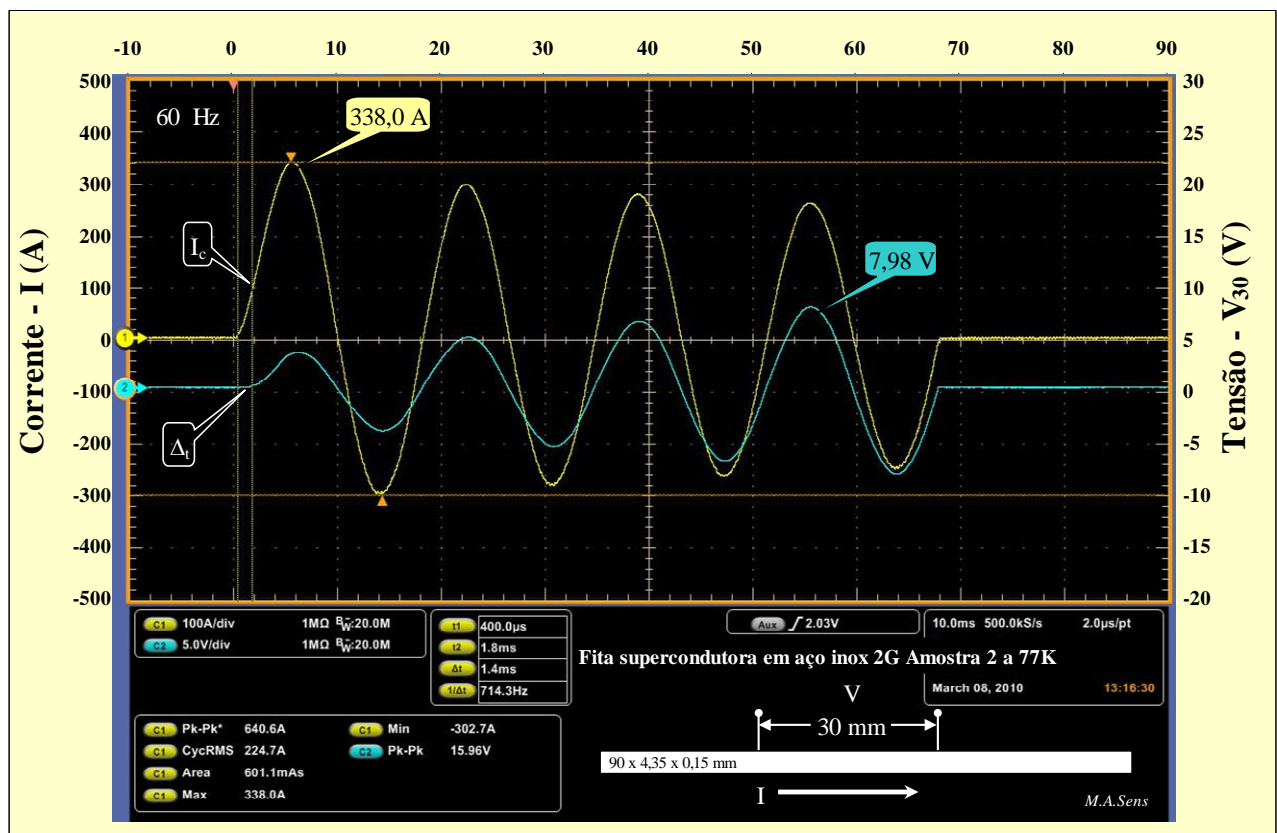 -10 0 10 20 30 40 50 60 70 80 90
500
400
300
200
100
0
-100
-200
-300
-400
-500
Corrente - I (A)
30
25
20
15
10
5
0
-5
-10
-15
-20
Tensão - V30 (V)
60 Hz
338,0 A
Ic
7,98 V
1
2
Δt
C1 100A/div 1MΩ BW:20.0M
C2 5.0V/div 1MΩ BW:20.0M
t1 400.0µs
t2 1.8ms
Δt 1.4ms
1/Δt 714.3Hz
Aux 2.03V
10.0ms 500.0kS/s 2.0µs/pt
Fita supercondutora em aço inox 2G Amostra 2 a 77K
March 08, 2010 13:16:30
C1 Pk-Pk* 640.6A C1 Min -302.7A
C1 CycRMS 224.7A C2 Pk-Pk 15.96V
C1 Area 601.1mAs
C1 Max 338.0A
V
30 mm
90 x 4,35 x 0,15 mm
I
M.A.Sens